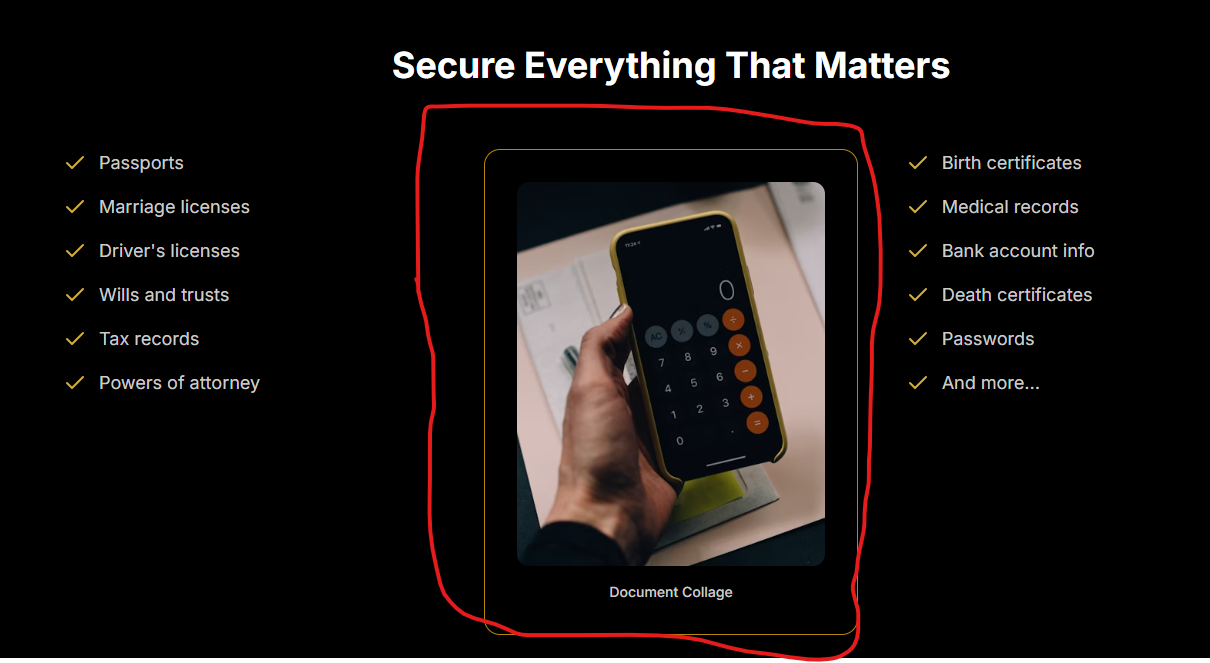 Secure Everything That Matters
Passports
Marriage licenses
Driver's licenses
Wills and trusts
Tax records
Powers of attorney
0
AC % ÷
7 8 9 ×
4 5 6 −
1 2 3 +
0 . =
Document Collage
Birth certificates
Medical records
Bank account info
Death certificates
Passwords
And more...